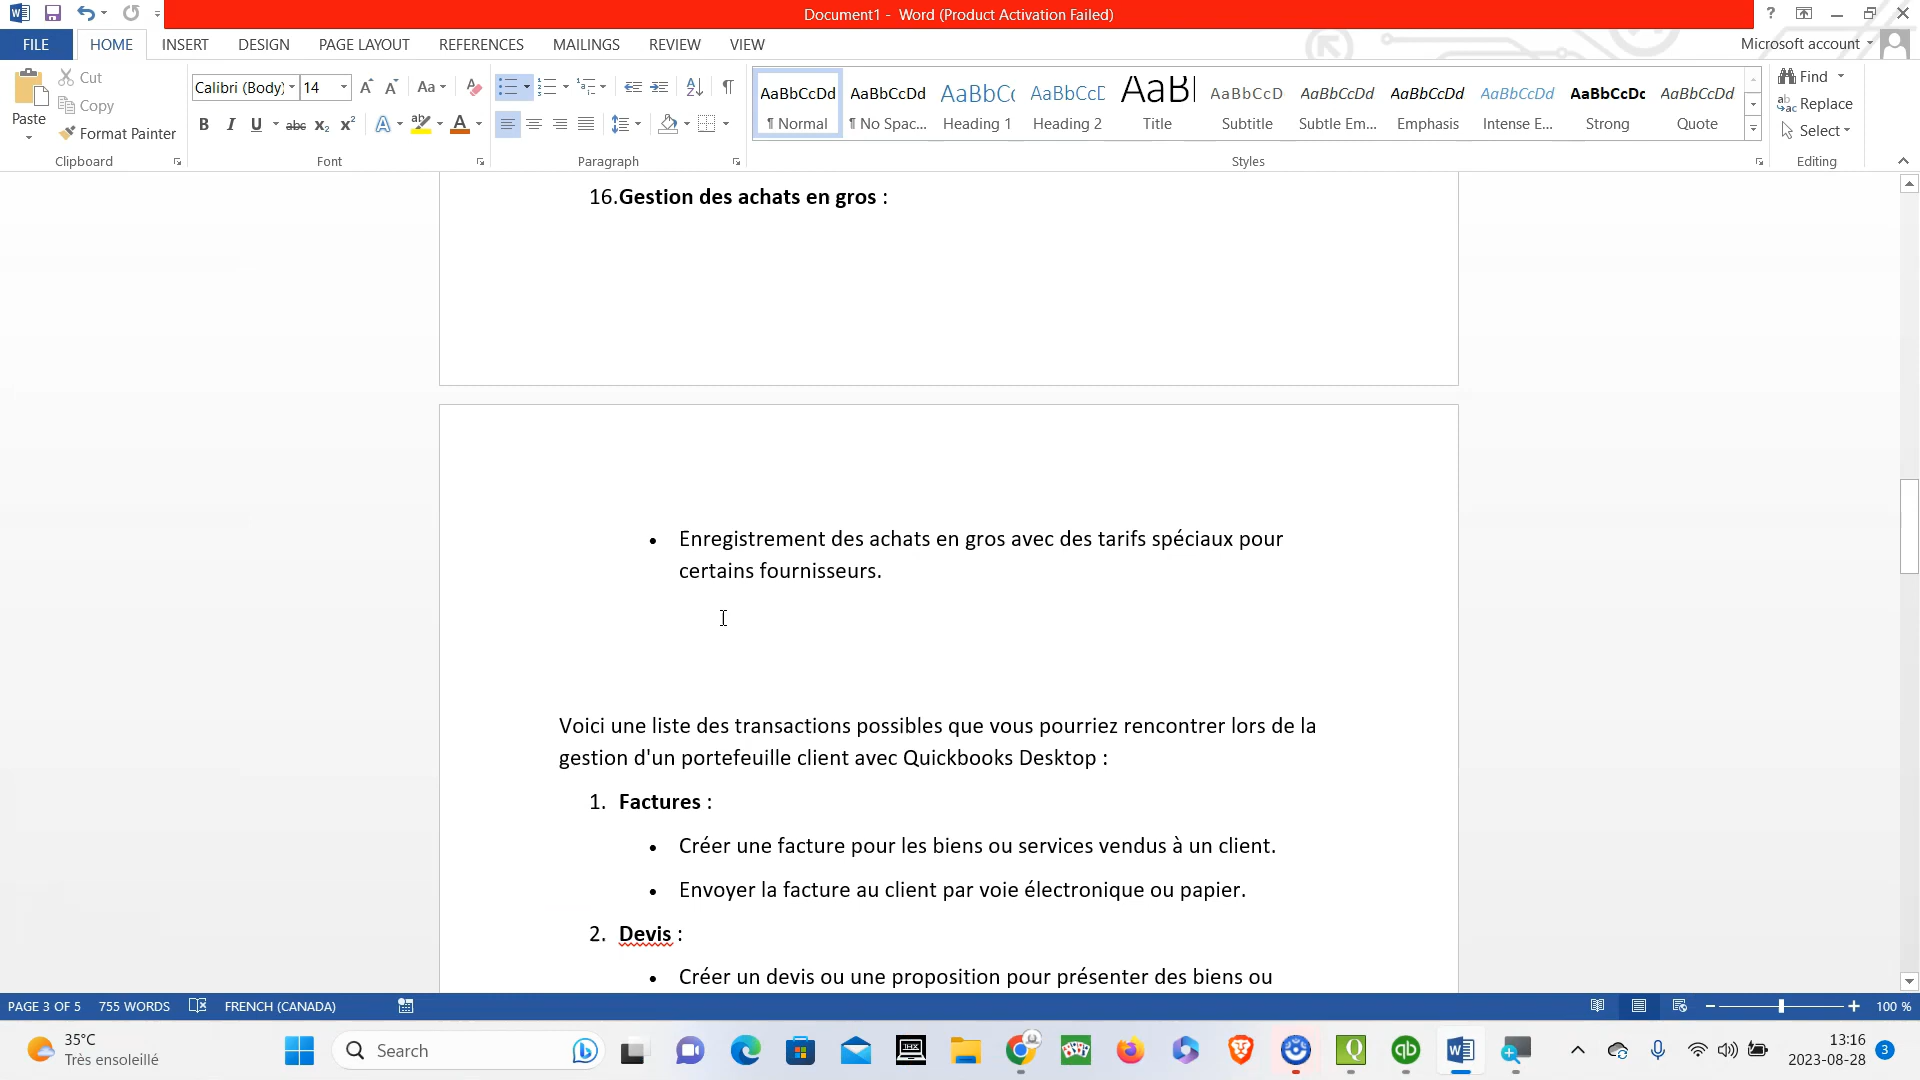 Document1 - Word (Product Activation Failed)
?
FILE HOME INSERT DESIGN PAGE LAYOUT REFERENCES MAILINGS REVIEW VIEW
Microsoft account
Paste
Cut
Copy
Format Painter
Clipboard
Calibri (Body) 14
Font
Paragraph
AaBbCcDd AaBbCcDd AaBbC AaBbCcC AaB AaBbCcD AaBbCcDd AaBbCcDd AaBbCcDd AaBbCcDc AaBbCcDd
¶ Normal ¶ No Spac... Heading 1 Heading 2 Title Subtitle Subtle Em... Emphasis Intense E... Strong Quote
Styles
Find
Replace
Select
Editing
16.Gestion des achats en gros :
• Enregistrement des achats en gros avec des tarifs spéciaux pour
certains fournisseurs.
Voici une liste des transactions possibles que vous pourriez rencontrer lors de la
gestion d'un portefeuille client avec Quickbooks Desktop :
1. Factures :
• Créer une facture pour les biens ou services vendus à un client.
• Envoyer la facture au client par voie électronique ou papier.
2. Devis :
• Créer un devis ou une proposition pour présenter des biens ou
PAGE 3 OF 5 755 WORDS FRENCH (CANADA)
100 %
35°C
Très ensoleillé
Search
13:16
2023-08-28
3